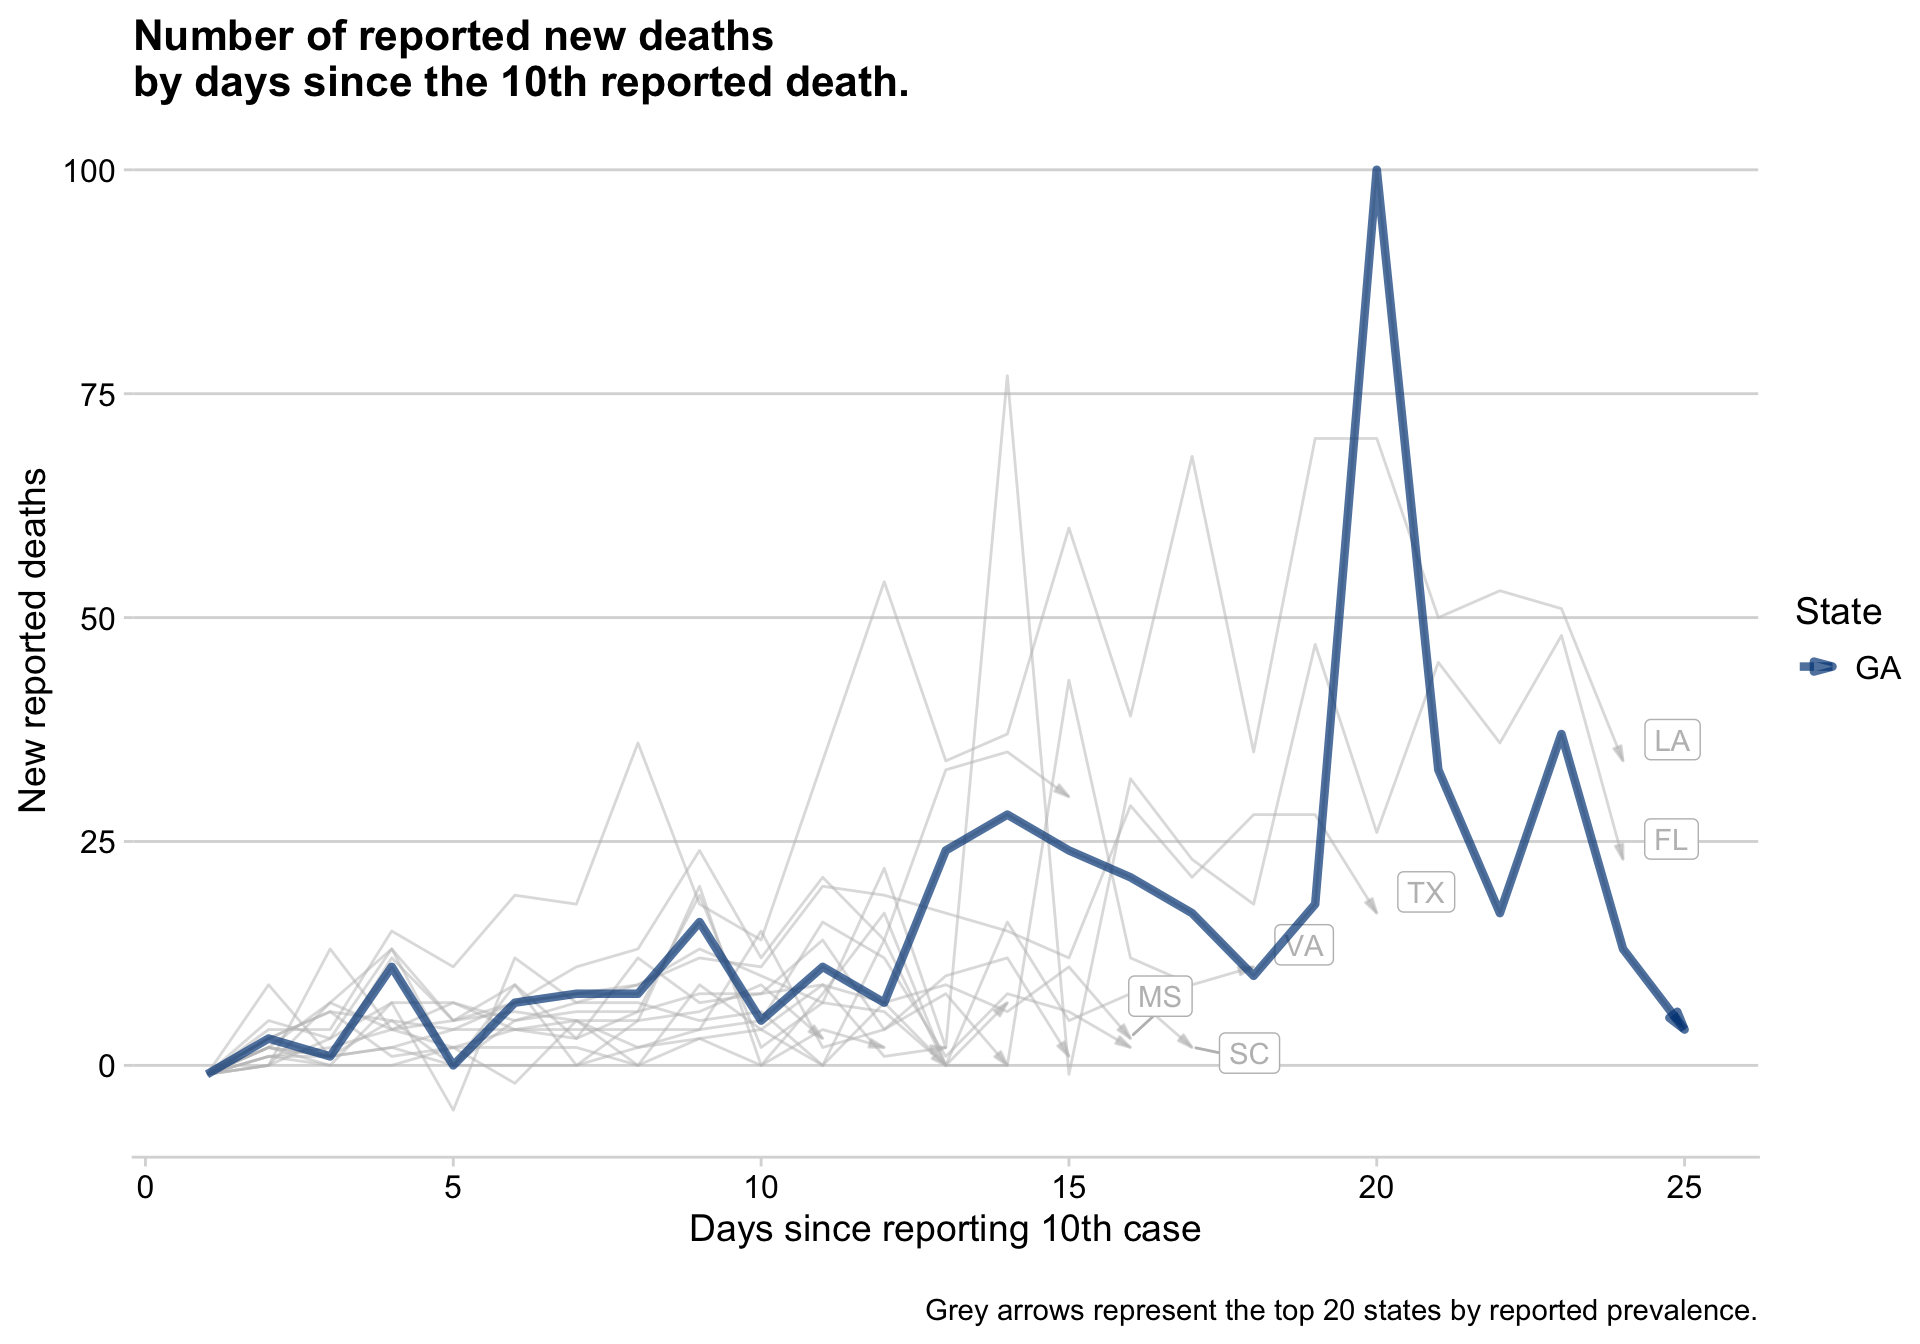 Number of reported new deaths
by days since the 10th reported death.
100
75
50
25
0
New reported deaths
LA
FL
TX
VA
MS
SC
State
GA
0 5 10 15 20 25
Days since reporting 10th case
Grey arrows represent the top 20 states by reported prevalence.